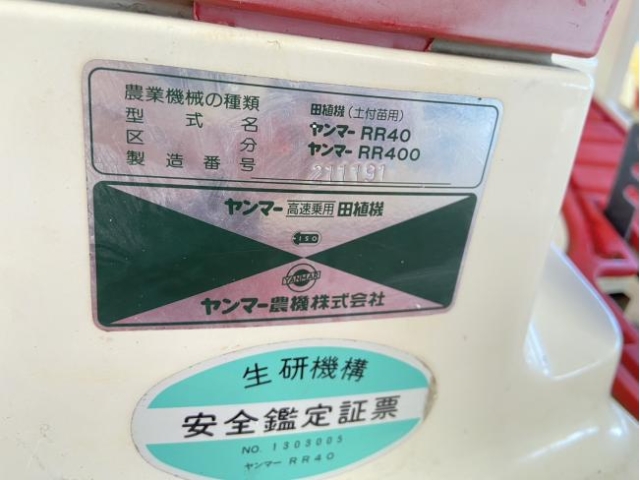 農業機械の種類 田植機（土付苗用）
型式名 ヤンマー RR40
区分 ヤンマー RR400
製造番号 211191
ヤンマー 高速乗用 田植機
150
YANMAR
ヤンマー農機株式会社
生研機構
安全鑑定証票
NO. 1303005
ヤンマー RR40